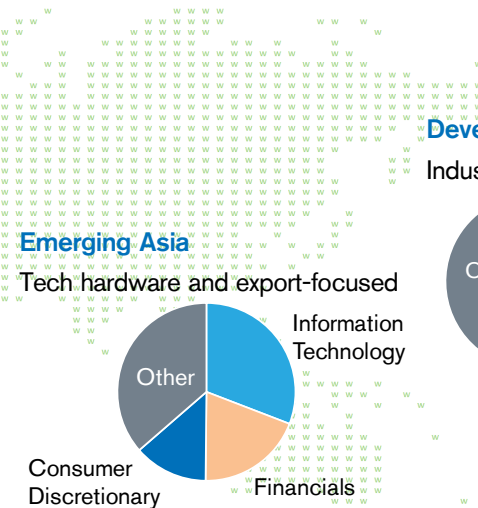 Emerging Asia
Tech hardware and export-focused
Information
Technology
Other
Financials
Consumer
Discretionary